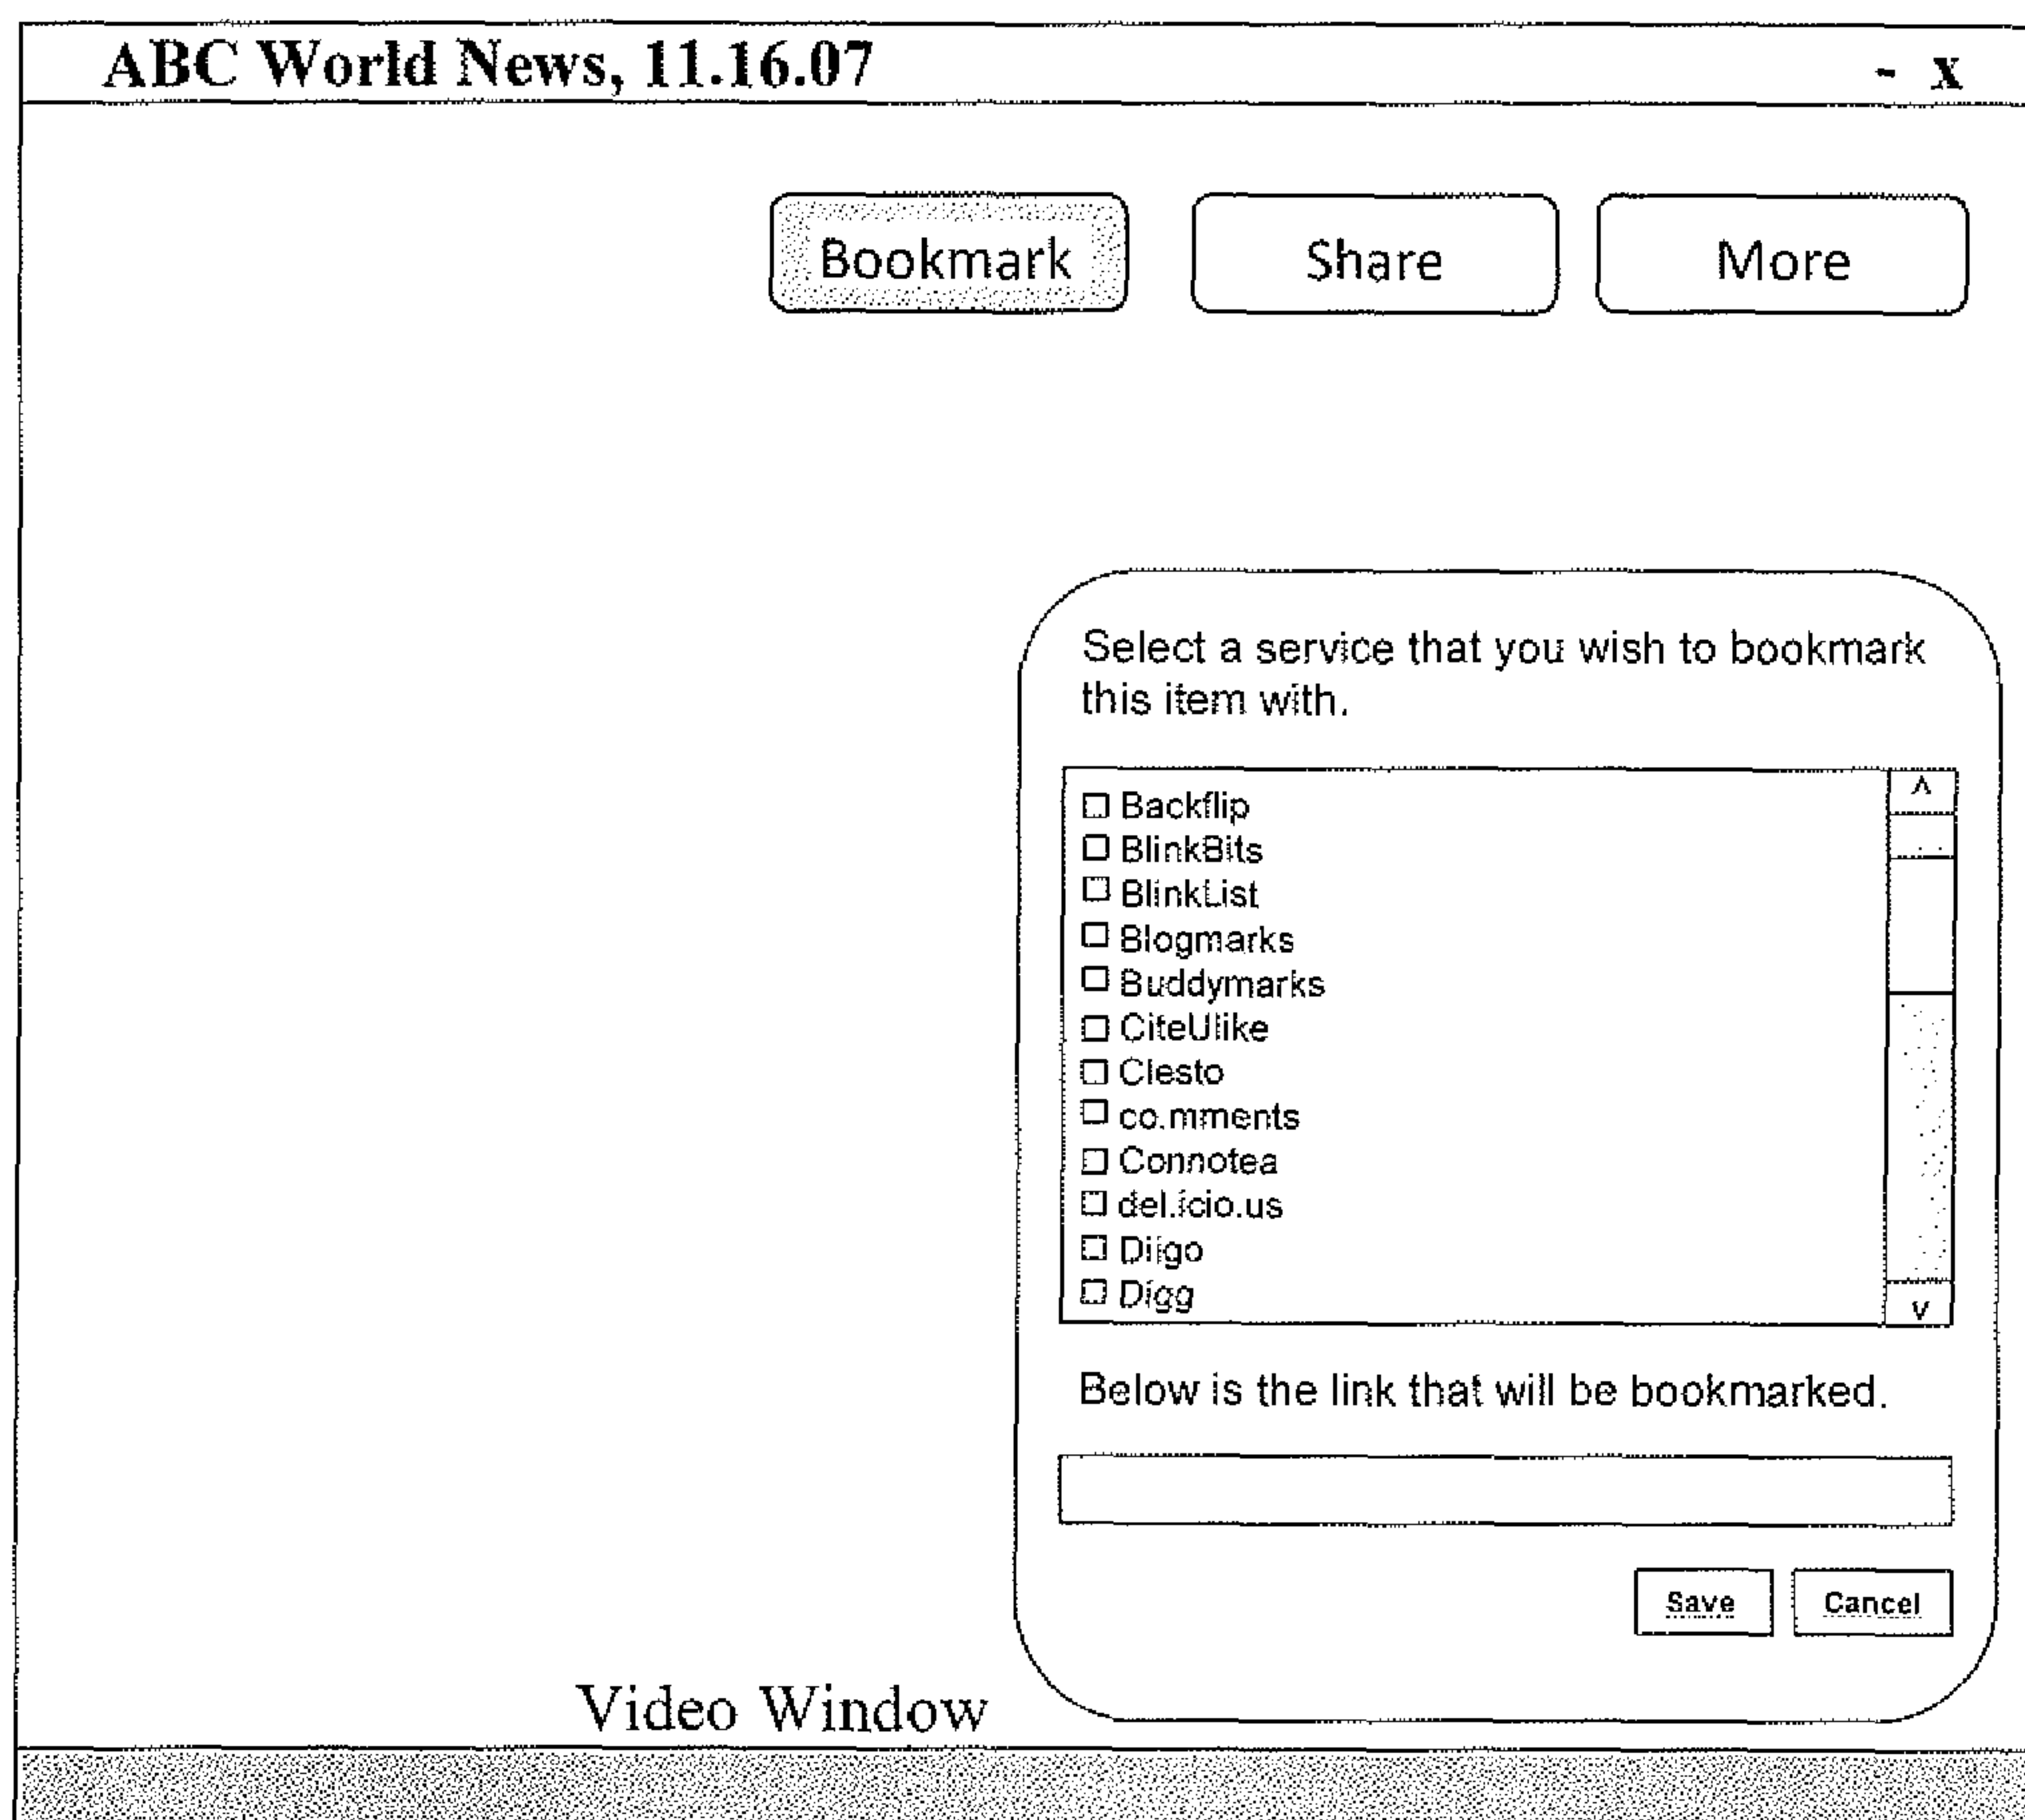 ABC World News, 11.16.07 - x
Bookmark Share More
Select a service that you wish to bookmark
this item with.
Backflip
BlinkBits
BlinkList
Blogmarks
Buddymarks
CiteUlike
Clesto
co.mments
Connotea
del.icio.us
Diigo
Digg
Below is the link that will be bookmarked.
Save Cancel
Video Window